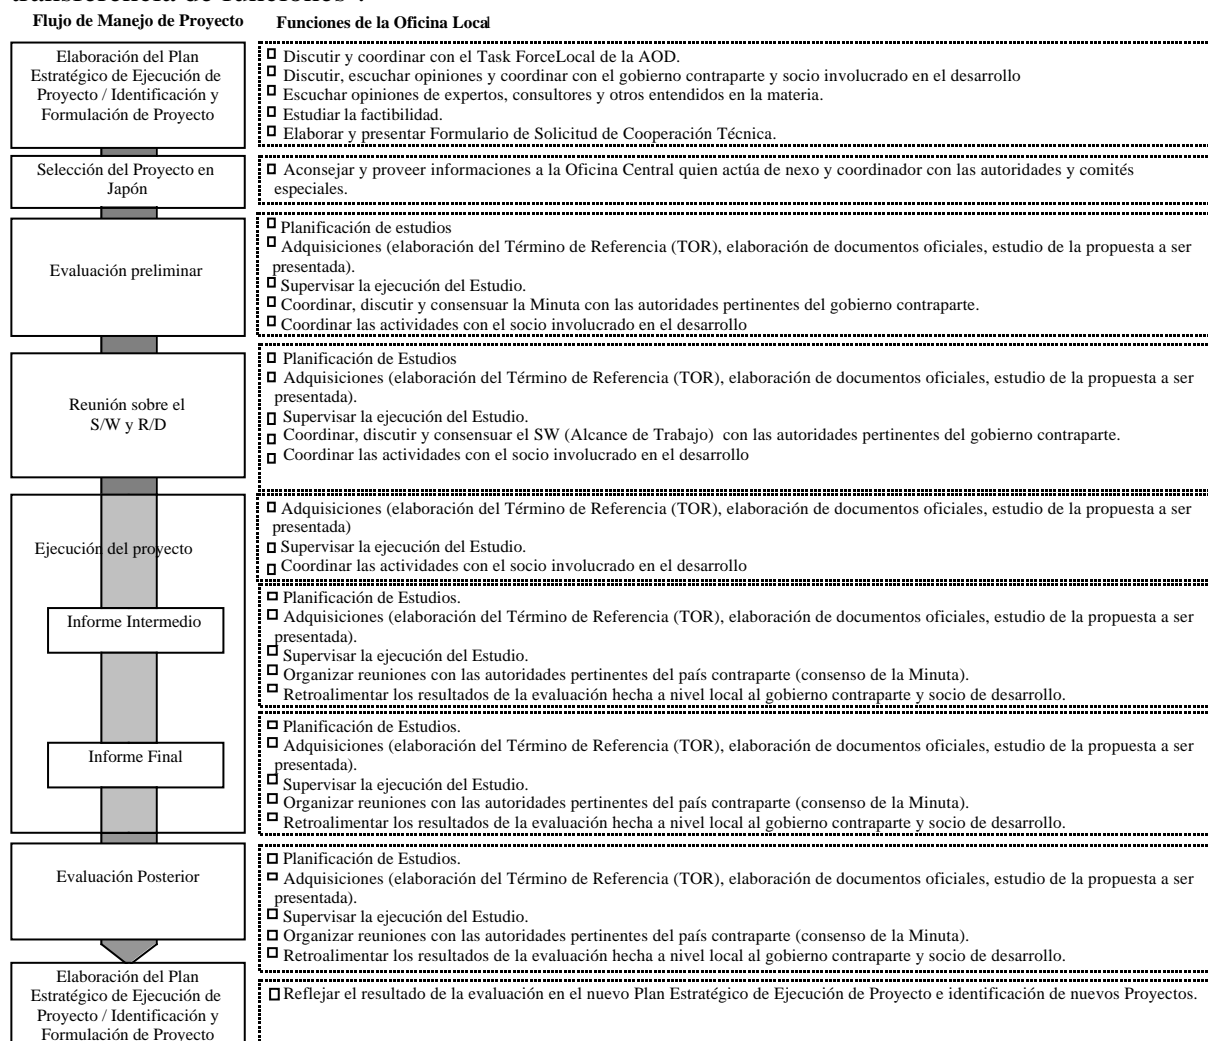 transferencia de funciones".
Flujo de Manejo de Proyecto
Funciones de la Oficina Local
Elaboración del Plan
Estratégico de Ejecución de
Proyecto / Identificación y
Formulación de Proyecto
Discutir y coordinar con el Task ForceLocal de la AOD.
Discutir, escuchar opiniones y coordinar con el gobierno contraparte y socio involucrado en el desarrollo
Escuchar opiniones de expertos, consultores y otros entendidos en la materia.
Estudiar la factibilidad.
Elaborar y presentar Formulario de Solicitud de Cooperación Técnica.
Selección del Proyecto en
Japón
Aconsejar y proveer informaciones a la Oficina Central quien actúa de nexo y coordinador con las autoridades y comités
especiales.
Evaluación preliminar
Planificación de estudios
Adquisiciones (elaboración del Término de Referencia (TOR), elaboración de documentos oficiales, estudio de la propuesta a ser
presentada).
Supervisar la ejecución del Estudio.
Coordinar, discutir y consensuar la Minuta con las autoridades pertinentes del gobierno contraparte.
Coordinar las actividades con el socio involucrado en el desarrollo
Reunión sobre el
S/W y R/D
Planificación de Estudios
Adquisiciones (elaboración del Término de Referencia (TOR), elaboración de documentos oficiales, estudio de la propuesta a ser
presentada).
Supervisar la ejecución del Estudio.
Coordinar, discutir y consensuar el SW (Alcance de Trabajo) con las autoridades pertinentes del gobierno contraparte.
Coordinar las actividades con el socio involucrado en el desarrollo
Ejecución del proyecto
Adquisiciones (elaboración del Término de Referencia (TOR), elaboración de documentos oficiales, estudio de la propuesta a ser
presentada)
Supervisar la ejecución del Estudio.
Coordinar las actividades con el socio involucrado en el desarrollo
Informe Intermedio
Planificación de Estudios.
Adquisiciones (elaboración del Término de Referencia (TOR), elaboración de documentos oficiales, estudio de la propuesta a ser
presentada).
Supervisar la ejecución del Estudio.
Organizar reuniones con las autoridades pertinentes del país contraparte (consenso de la Minuta).
Retroalimentar los resultados de la evaluación hecha a nivel local al gobierno contraparte y socio de desarrollo.
Informe Final
Planificación de Estudios.
Adquisiciones (elaboración del Término de Referencia (TOR), elaboración de documentos oficiales, estudio de la propuesta a ser
presentada).
Supervisar la ejecución del Estudio.
Organizar reuniones con las autoridades pertinentes del país contraparte (consenso de la Minuta).
Retroalimentar los resultados de la evaluación hecha a nivel local al gobierno contraparte y socio de desarrollo.
Evaluación Posterior
Planificación de Estudios.
Adquisiciones (elaboración del Término de Referencia (TOR), elaboración de documentos oficiales, estudio de la propuesta a ser
presentada).
Supervisar la ejecución del Estudio.
Organizar reuniones con las autoridades pertinentes del país contraparte (consenso de la Minuta).
Retroalimentar los resultados de la evaluación hecha a nivel local al gobierno contraparte y socio de desarrollo.
Elaboración del Plan
Estratégico de Ejecución de
Proyecto / Identificación y
Formulación de Proyecto
Reflejar el resultado de la evaluación en el nuevo Plan Estratégico de Ejecución de Proyecto e identificación de nuevos Proyectos.